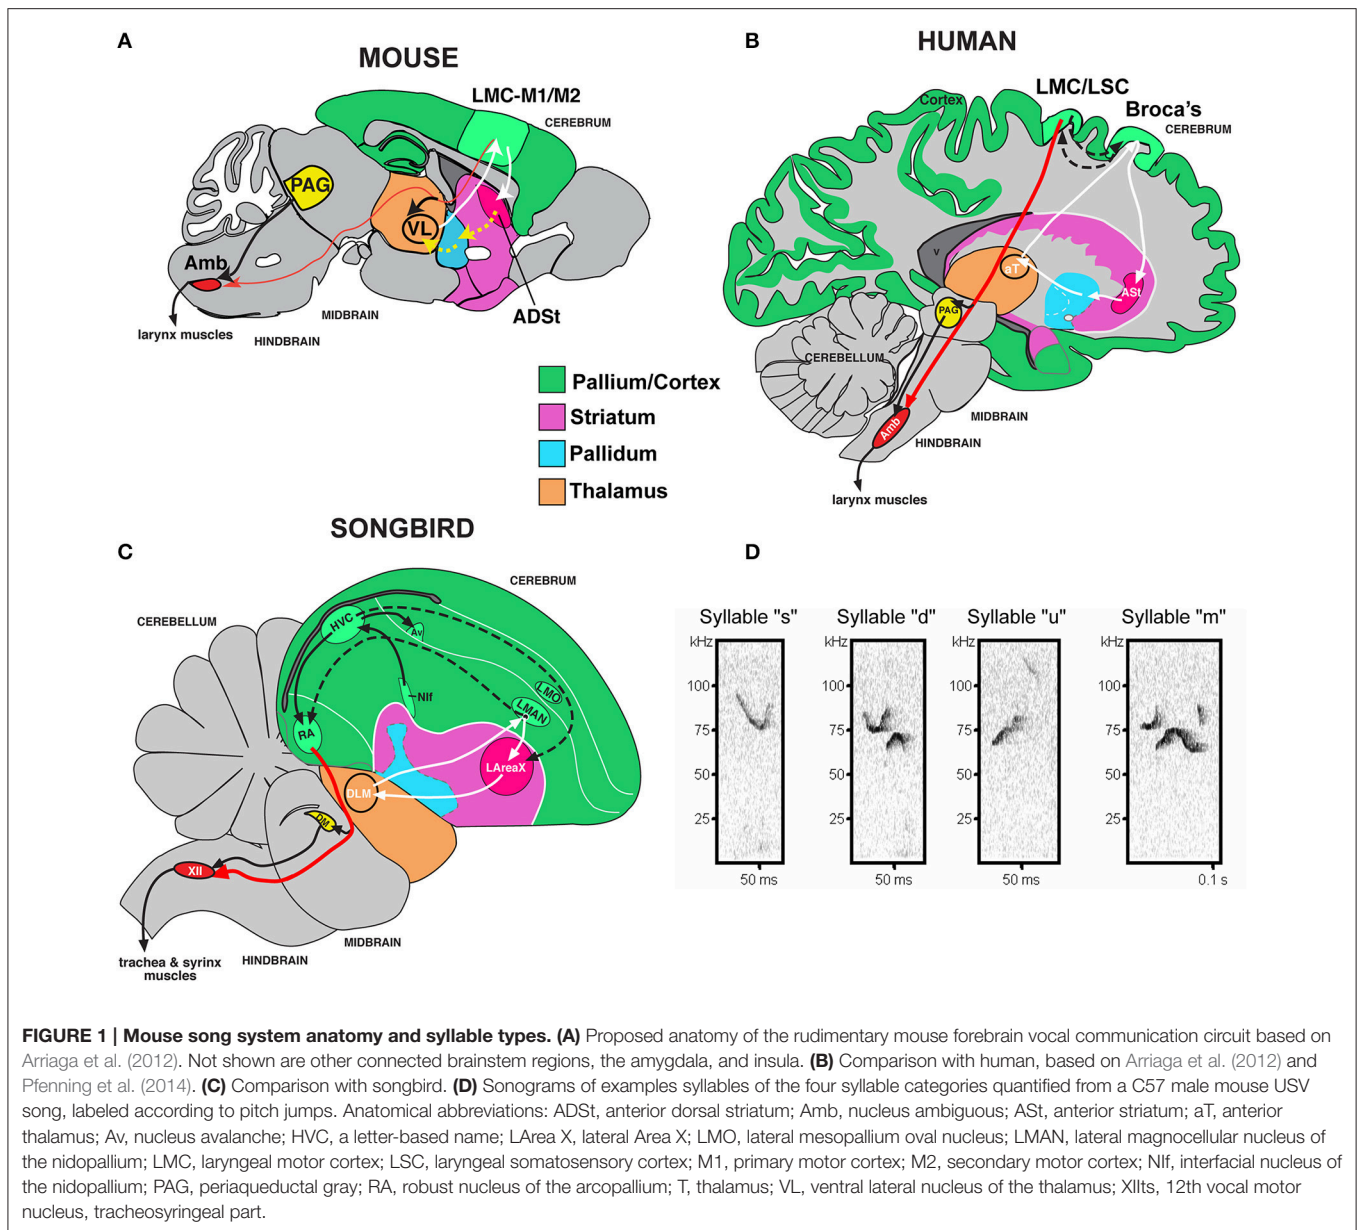 A
MOUSE
LMC-M1/M2
CEREBRUM
PAG
VL
Amb
ADSt
larynx muscles
MIDBRAIN
HINDBRAIN
B
HUMAN
LMC/LSC
Cortex
Broca's
CEREBRUM
V
aT
ASt
PAG
CEREBELLUM
Amb
MIDBRAIN
HINDBRAIN
larynx muscles
Pallium/Cortex
Striatum
Pallidum
Thalamus
C
SONGBIRD
CEREBRUM
CEREBELLUM
HVC
Av
NIf
LMO
LMAN
RA
LAreaX
DLM
DM
XII
MIDBRAIN
HINDBRAIN
trachea & syrinx
muscles
D
Syllable "s"
Syllable "d"
Syllable "u"
Syllable "m"
kHz
100
75
50
25
50 ms
kHz
100
75
50
25
50 ms
kHz
100
75
50
25
50 ms
kHz
100
75
50
25
0.1 s
FIGURE 1 | Mouse song system anatomy and syllable types. (A) Proposed anatomy of the rudimentary mouse forebrain vocal communication circuit based on
Arriaga et al. (2012). Not shown are other connected brainstem regions, the amygdala, and insula. (B) Comparison with human, based on Arriaga et al. (2012) and
Pfenning et al. (2014). (C) Comparison with songbird. (D) Sonograms of examples syllables of the four syllable categories quantified from a C57 male mouse USV
song, labeled according to pitch jumps. Anatomical abbreviations: ADSt, anterior dorsal striatum; Amb, nucleus ambiguous; ASt, anterior striatum; aT, anterior
thalamus; Av, nucleus avalanche; HVC, a letter-based name; LArea X, lateral Area X; LMO, lateral mesopallium oval nucleus; LMAN, lateral magnocellular nucleus of
the nidopallium; LMC, laryngeal motor cortex; LSC, laryngeal somatosensory cortex; M1, primary motor cortex; M2, secondary motor cortex; NIf, interfacial nucleus of
the nidopallium; PAG, periaqueductal gray; RA, robust nucleus of the arcopallium; T, thalamus; VL, ventral lateral nucleus of the thalamus; XIIts, 12th vocal motor
nucleus, tracheosyringeal part.